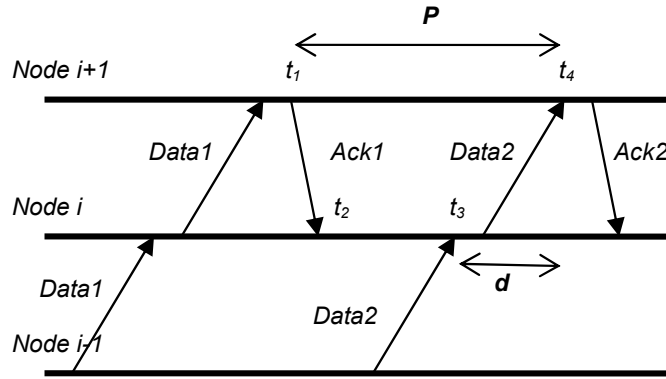 P
Node i+1 t1 t4
Data1 Ack1 Data2 Ack2
Node i t2 t3
Data1 Data2 d
Node i-1